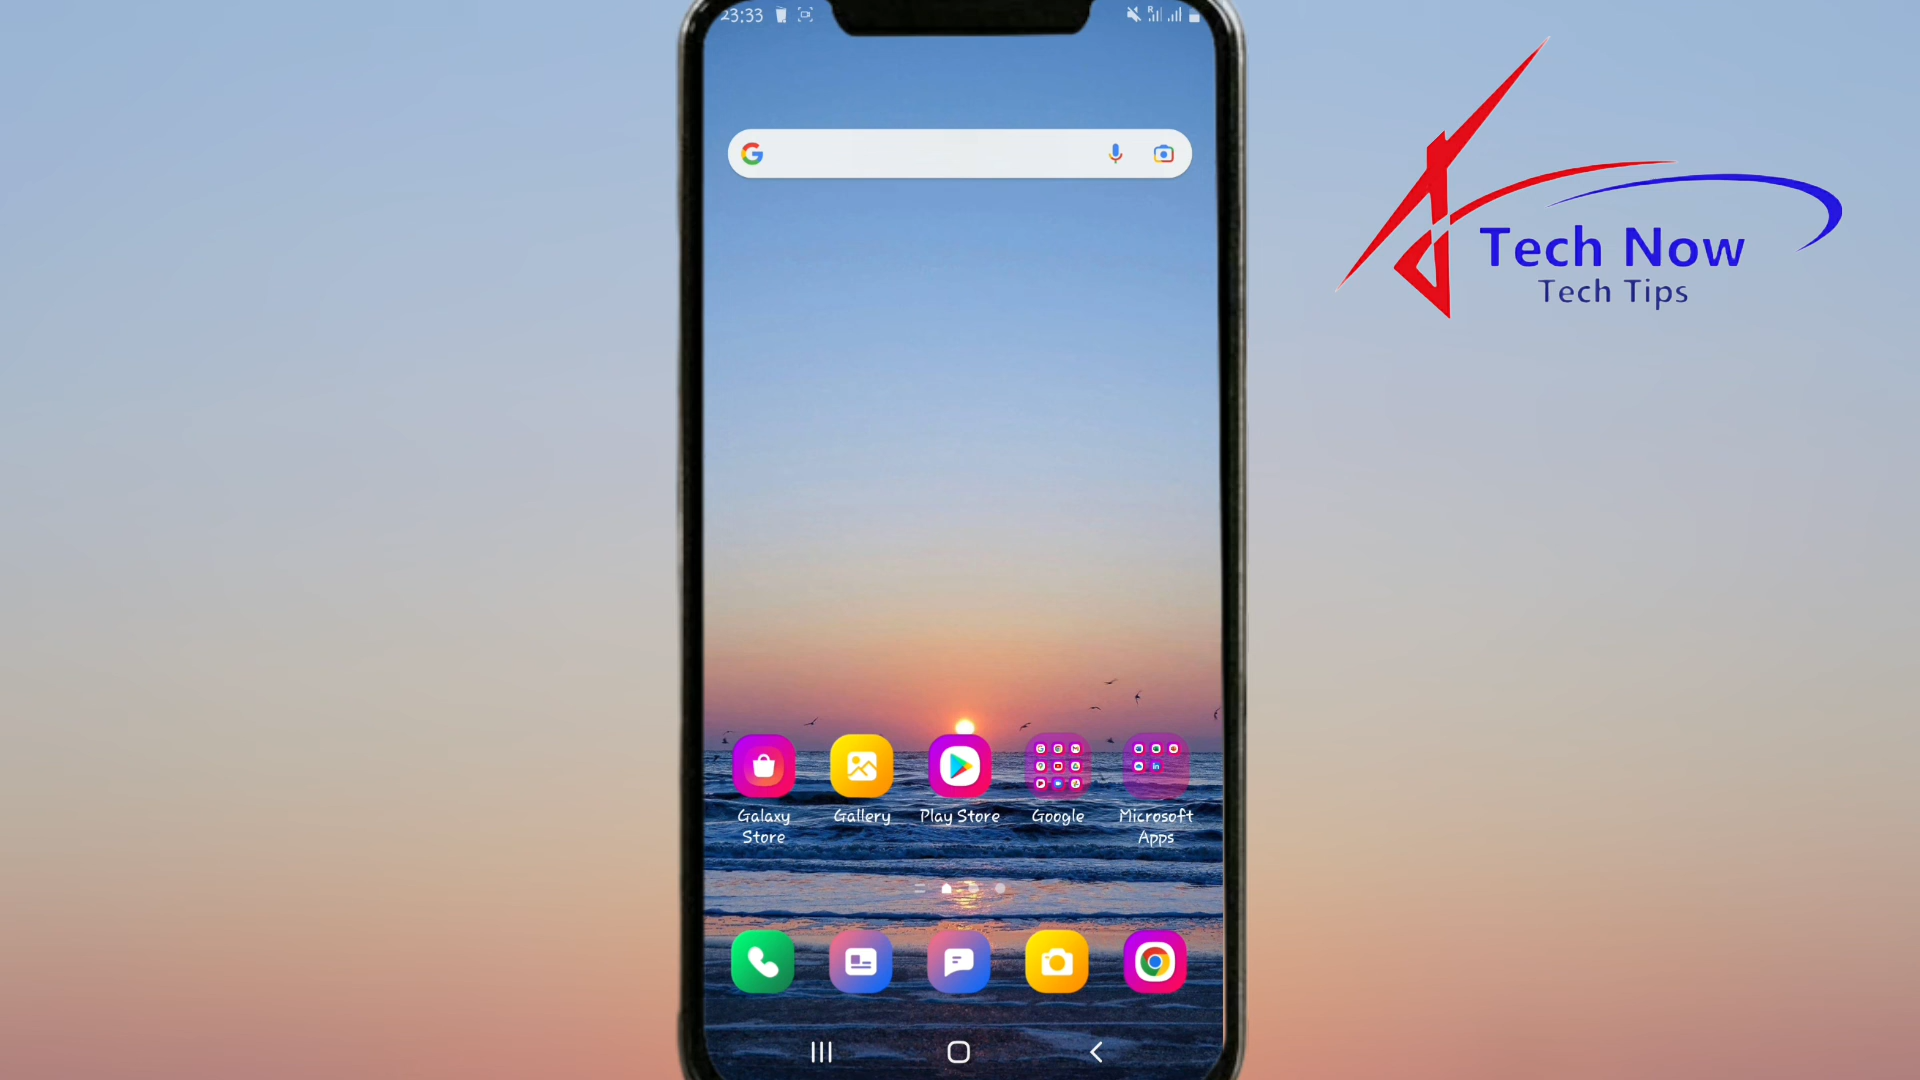 23:33
Tech Now
Tech Tips
Galaxy
Store
Gallery
Play Store
Google
Microsoft
Apps